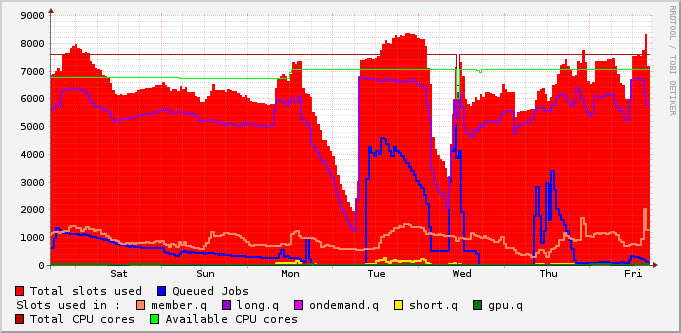 9000
8000
7000
6000
5000
4000
3000
2000
1000
0
Sat Sun Mon Tue Wed Thu Fri
RRDTOOL / TOBI OETIKER
Total slots used Queued Jobs
Slots used in : member.q long.q ondemand.q short.q gpu.q
Total CPU cores Available CPU cores